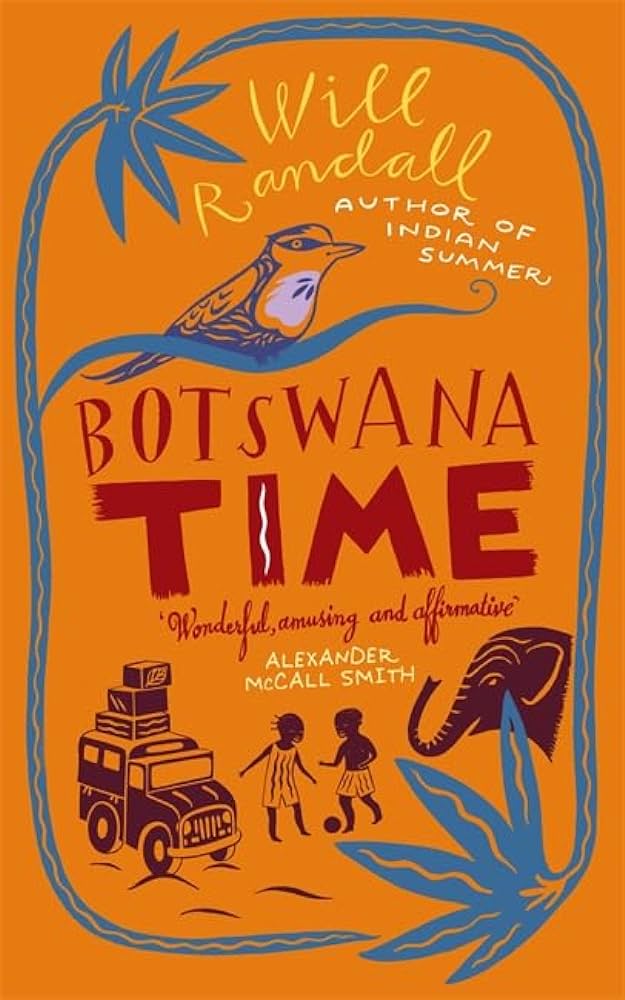 Will
Randall
AUTHOR OF
INDIAN
SUMMER
BOTSWANA
TIME
'Wonderful, amusing and affirmative'
ALEXANDER
McCALL SMITH